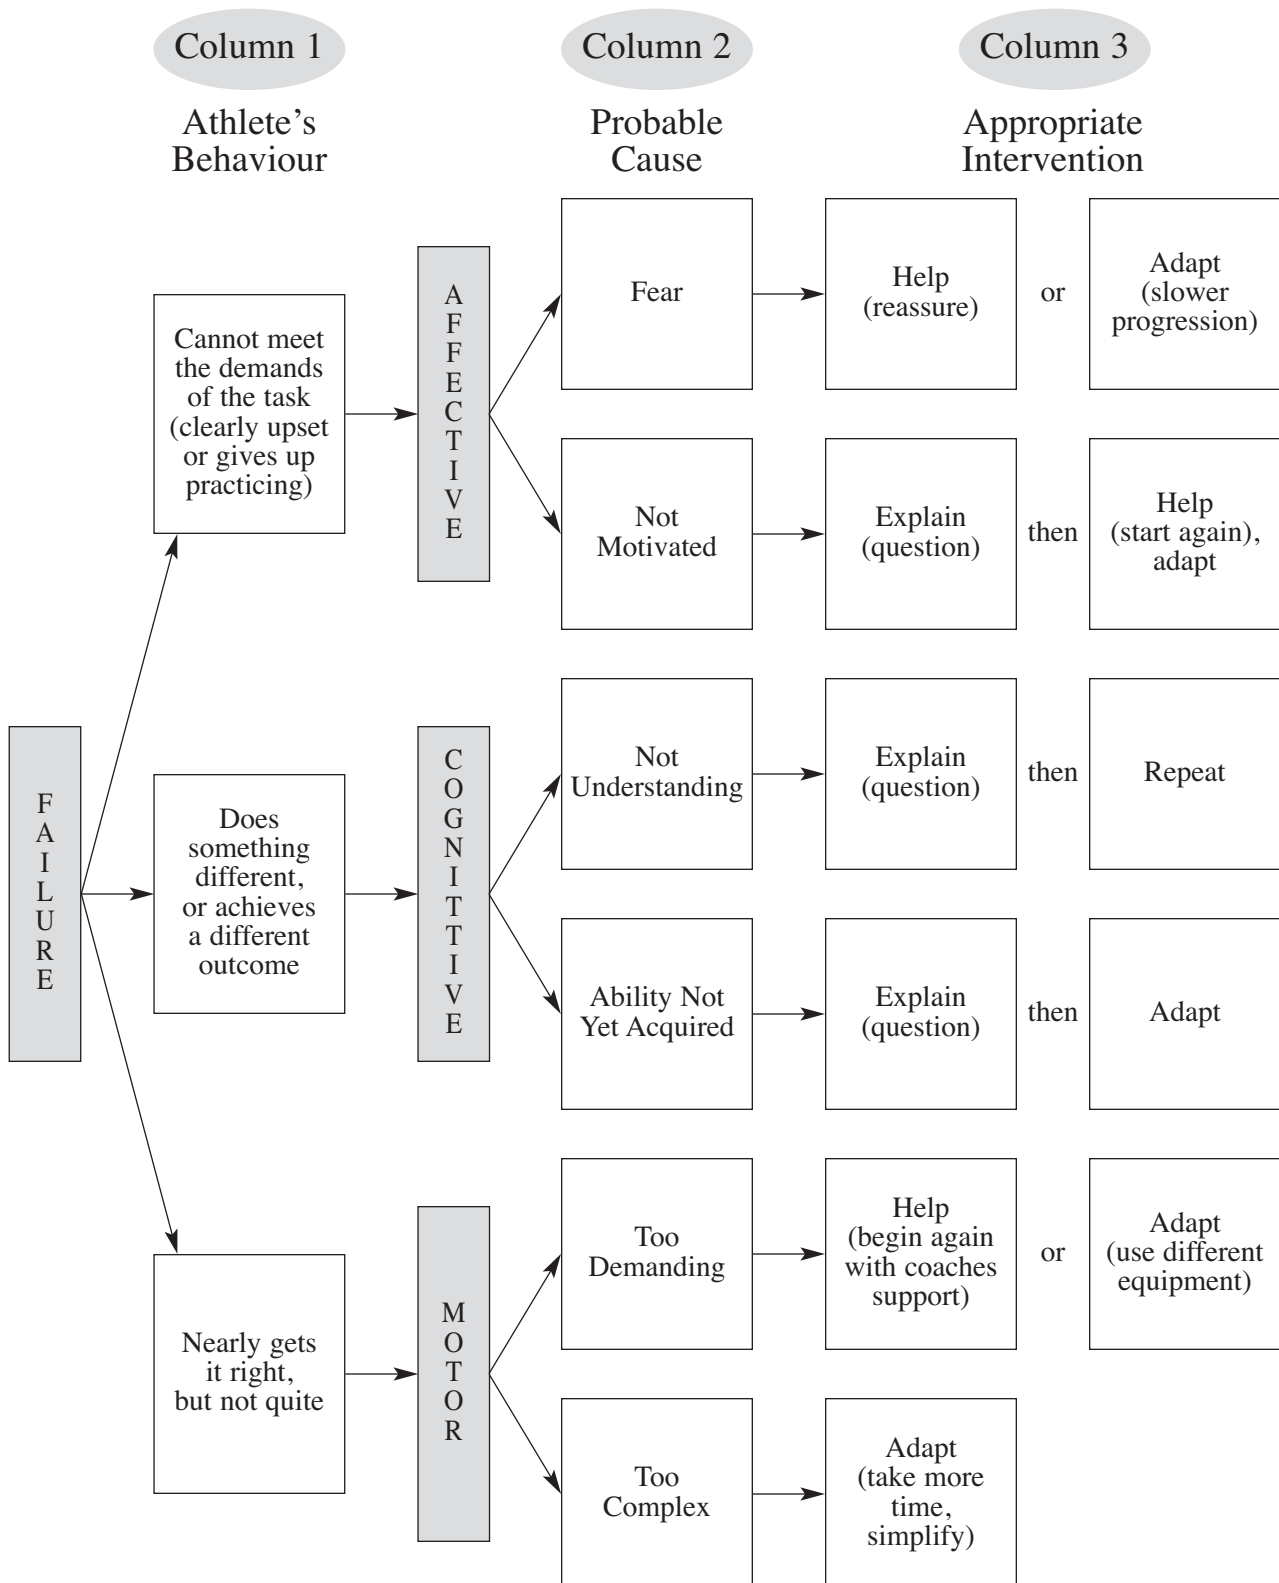 Column 1
Column 2
Column 3
Athlete’s
Behaviour
Probable
Cause
Appropriate
Intervention
FAILURE
Cannot meet
the demands
of the task
(clearly upset
or gives up
practicing)
AFFECTIVE
Fear
Help
(reassure)
or
Adapt
(slower
progression)
Not
Motivated
Explain
(question)
then
Help
(start again),
adapt
Does
something
different,
or achieves
a different
outcome
COGNITTIVE
Not
Understanding
Explain
(question)
then
Repeat
Ability Not
Yet Acquired
Explain
(question)
then
Adapt
Nearly gets
it right,
but not quite
MOTOR
Too
Demanding
Help
(begin again
with coaches
support)
or
Adapt
(use different
equipment)
Too
Complex
Adapt
(take more
time,
simplify)